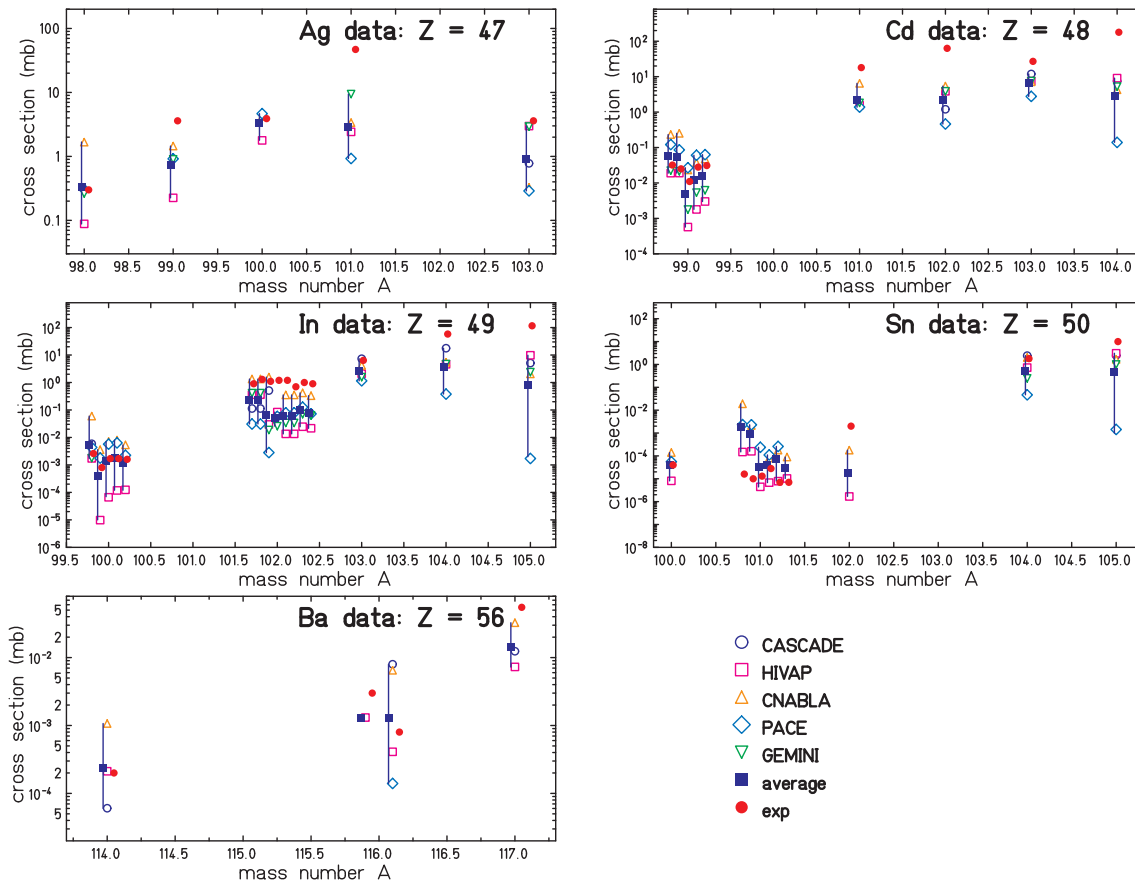 Ag data: Z = 47
cross section (mb)
100
10
1
0.1
98.0 98.5 99.0 99.5 100.0 100.5 101.0 101.5 102.0 102.5 103.0
mass number A
Cd data: Z = 48
cross section (mb)
10²
10¹
10⁰
10⁻¹
10⁻²
10⁻³
10⁻⁴
99.0 99.5 100.0 100.5 101.0 101.5 102.0 102.5 103.0 103.5 104.0
mass number A
In data: Z = 49
cross section (mb)
10²
10¹
10⁰
10⁻¹
10⁻²
10⁻³
10⁻⁴
10⁻⁵
10⁻⁶
99.5 100.0 100.5 101.0 101.5 102.0 102.5 103.0 103.5 104.0 104.5 105.0
mass number A
Sn data: Z = 50
cross section (mb)
10²
10⁰
10⁻²
10⁻⁴
10⁻⁶
10⁻⁸
100.0 100.5 101.0 101.5 102.0 102.5 103.0 103.5 104.0 104.5 105.0
mass number A
Ba data: Z = 56
cross section (mb)
5
2
10⁻²
5
2
10⁻³
5
2
10⁻⁴
5
114.0 114.5 115.0 115.5 116.0 116.5 117.0
mass number A
CASCADE
HIVAP
CNABLA
PACE
GEMINI
average
exp